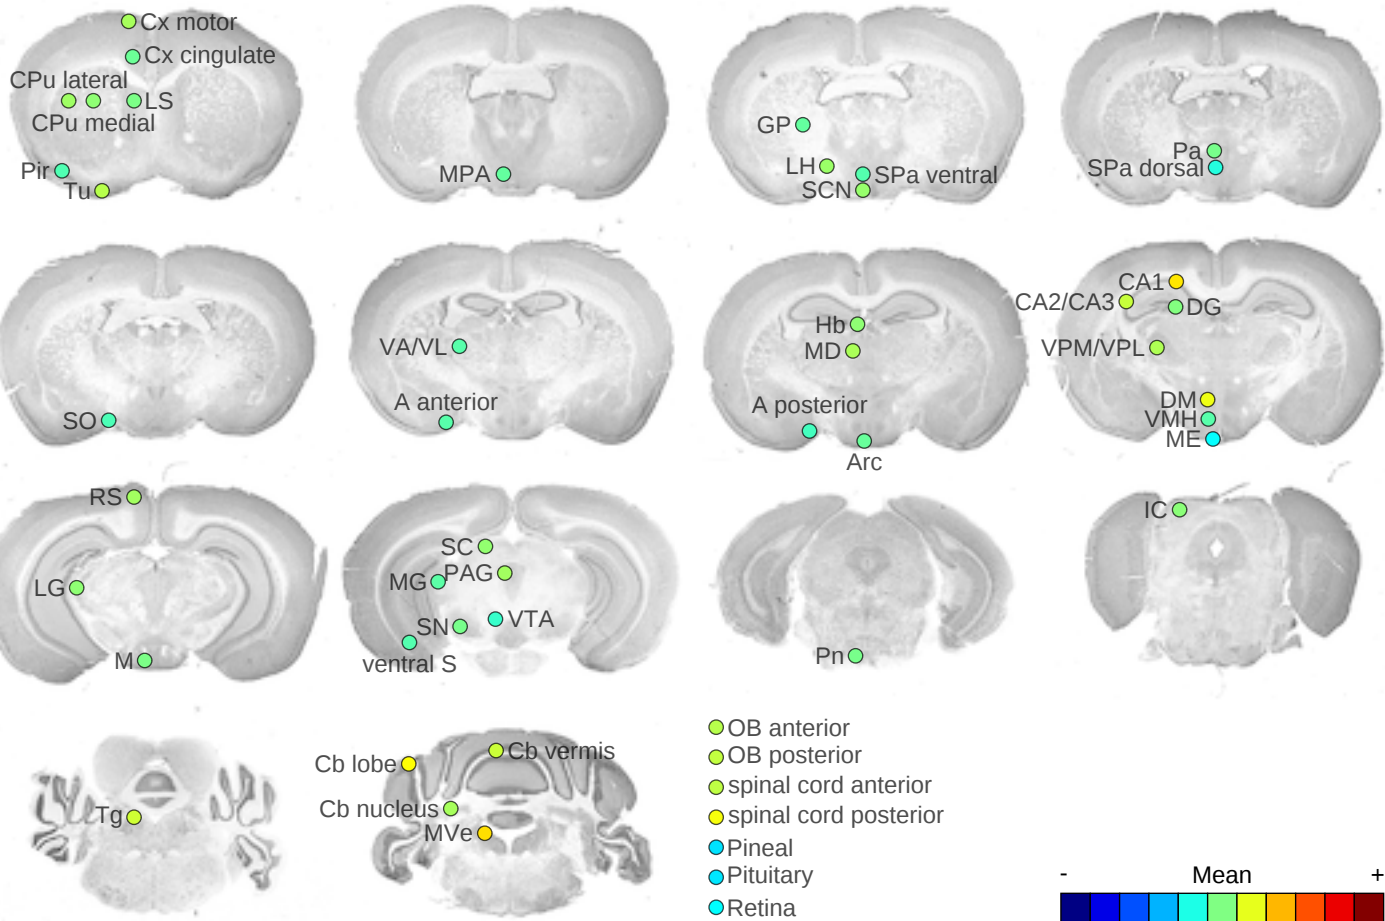 Cx motor
Cx cingulate
CPu lateral
LS
CPu medial
Pir
Tu
MPA
GP
LH
SPa ventral
SCN
Pa
SPa dorsal
SO
VA/VL
A anterior
Hb
MD
A posterior
Arc
CA1
CA2/CA3
DG
VPM/VPL
DM
VMH
ME
RS
LG
M
SC
MG
PAG
SN
VTA
ventral S
Pn
IC
Tg
Cb lobe
Cb vermis
Cb nucleus
MVe
OB anterior
OB posterior
spinal cord anterior
spinal cord posterior
Pineal
Pituitary
Retina
- Mean +